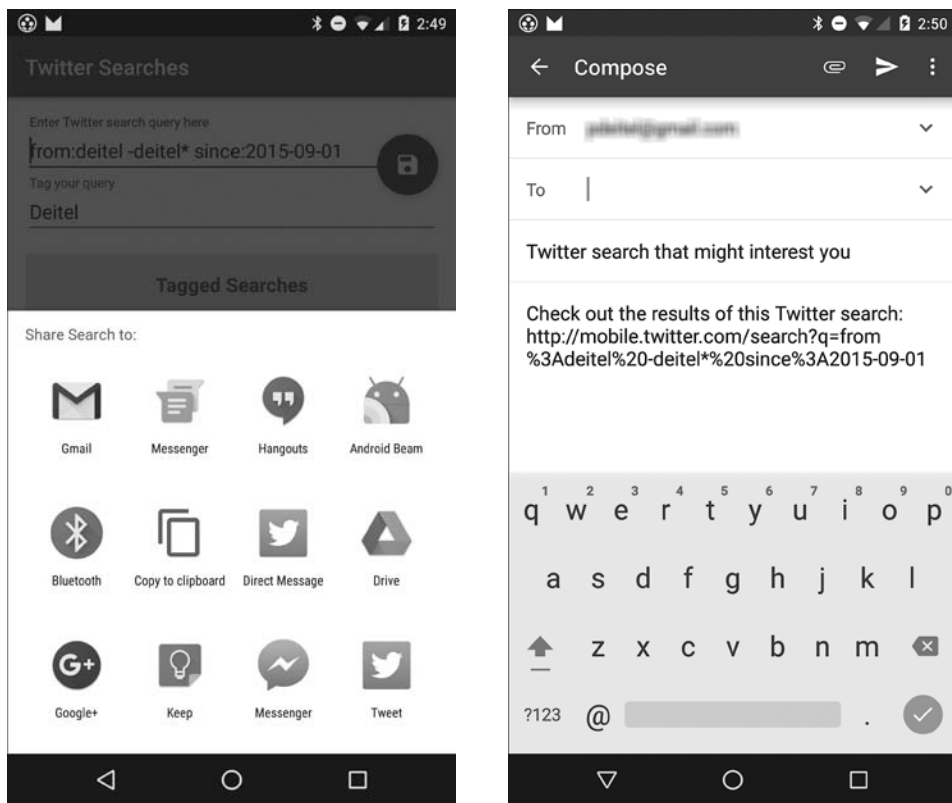 2:49
Twitter Searches
Enter Twitter search query here
from:deitel -deitel* since:2015-09-01
Tag your query
Deitel
Tagged Searches
Share Search to:
Gmail Messenger Hangouts Android Beam
Bluetooth Copy to clipboard Direct Message Drive
G+
Google+ Keep Messenger Tweet
2:50
Compose
From
To
Twitter search that might interest you
Check out the results of this Twitter search:
http://mobile.twitter.com/search?q=from
%3Adeitel%20-deitel*%20since%3A2015-09-01
1 2 3 4 5 6 7 8 9 0
q w e r t y u i o p
a s d f g h j k l
z x c v b n m
?123 @ .